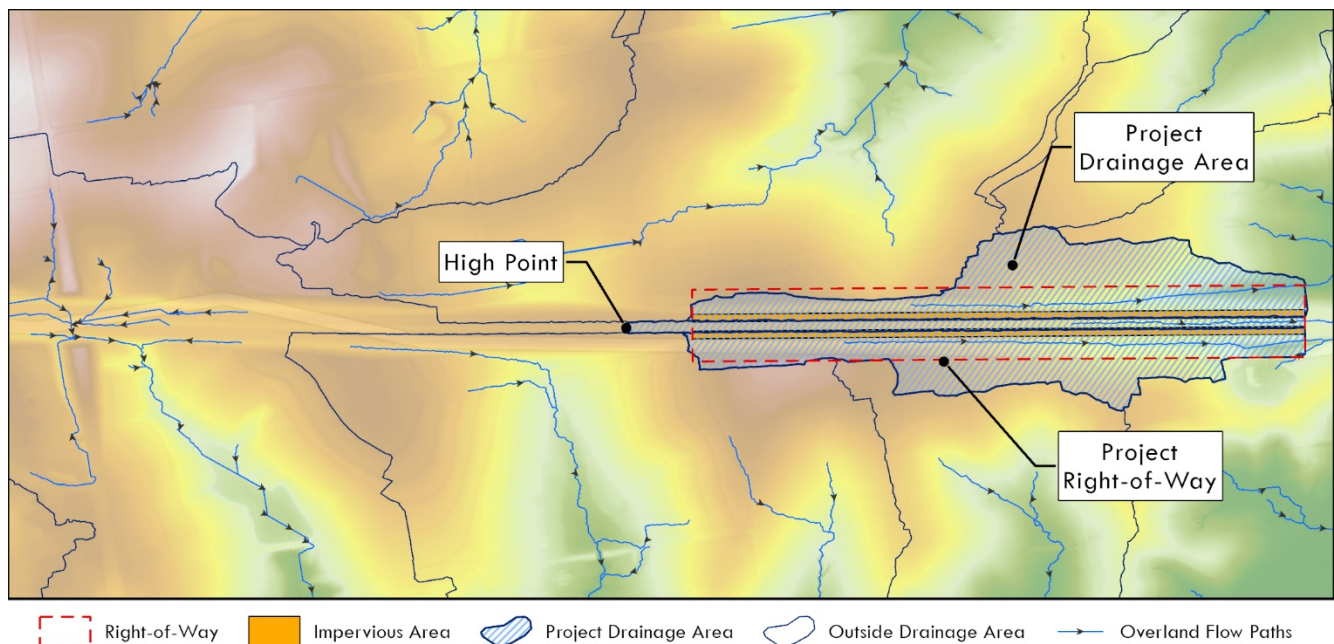 Project
Drainage Area
High Point
Project
Right-of-Way
Right-of-Way
Impervious Area
Project Drainage Area
Outside Drainage Area
Overland Flow Paths